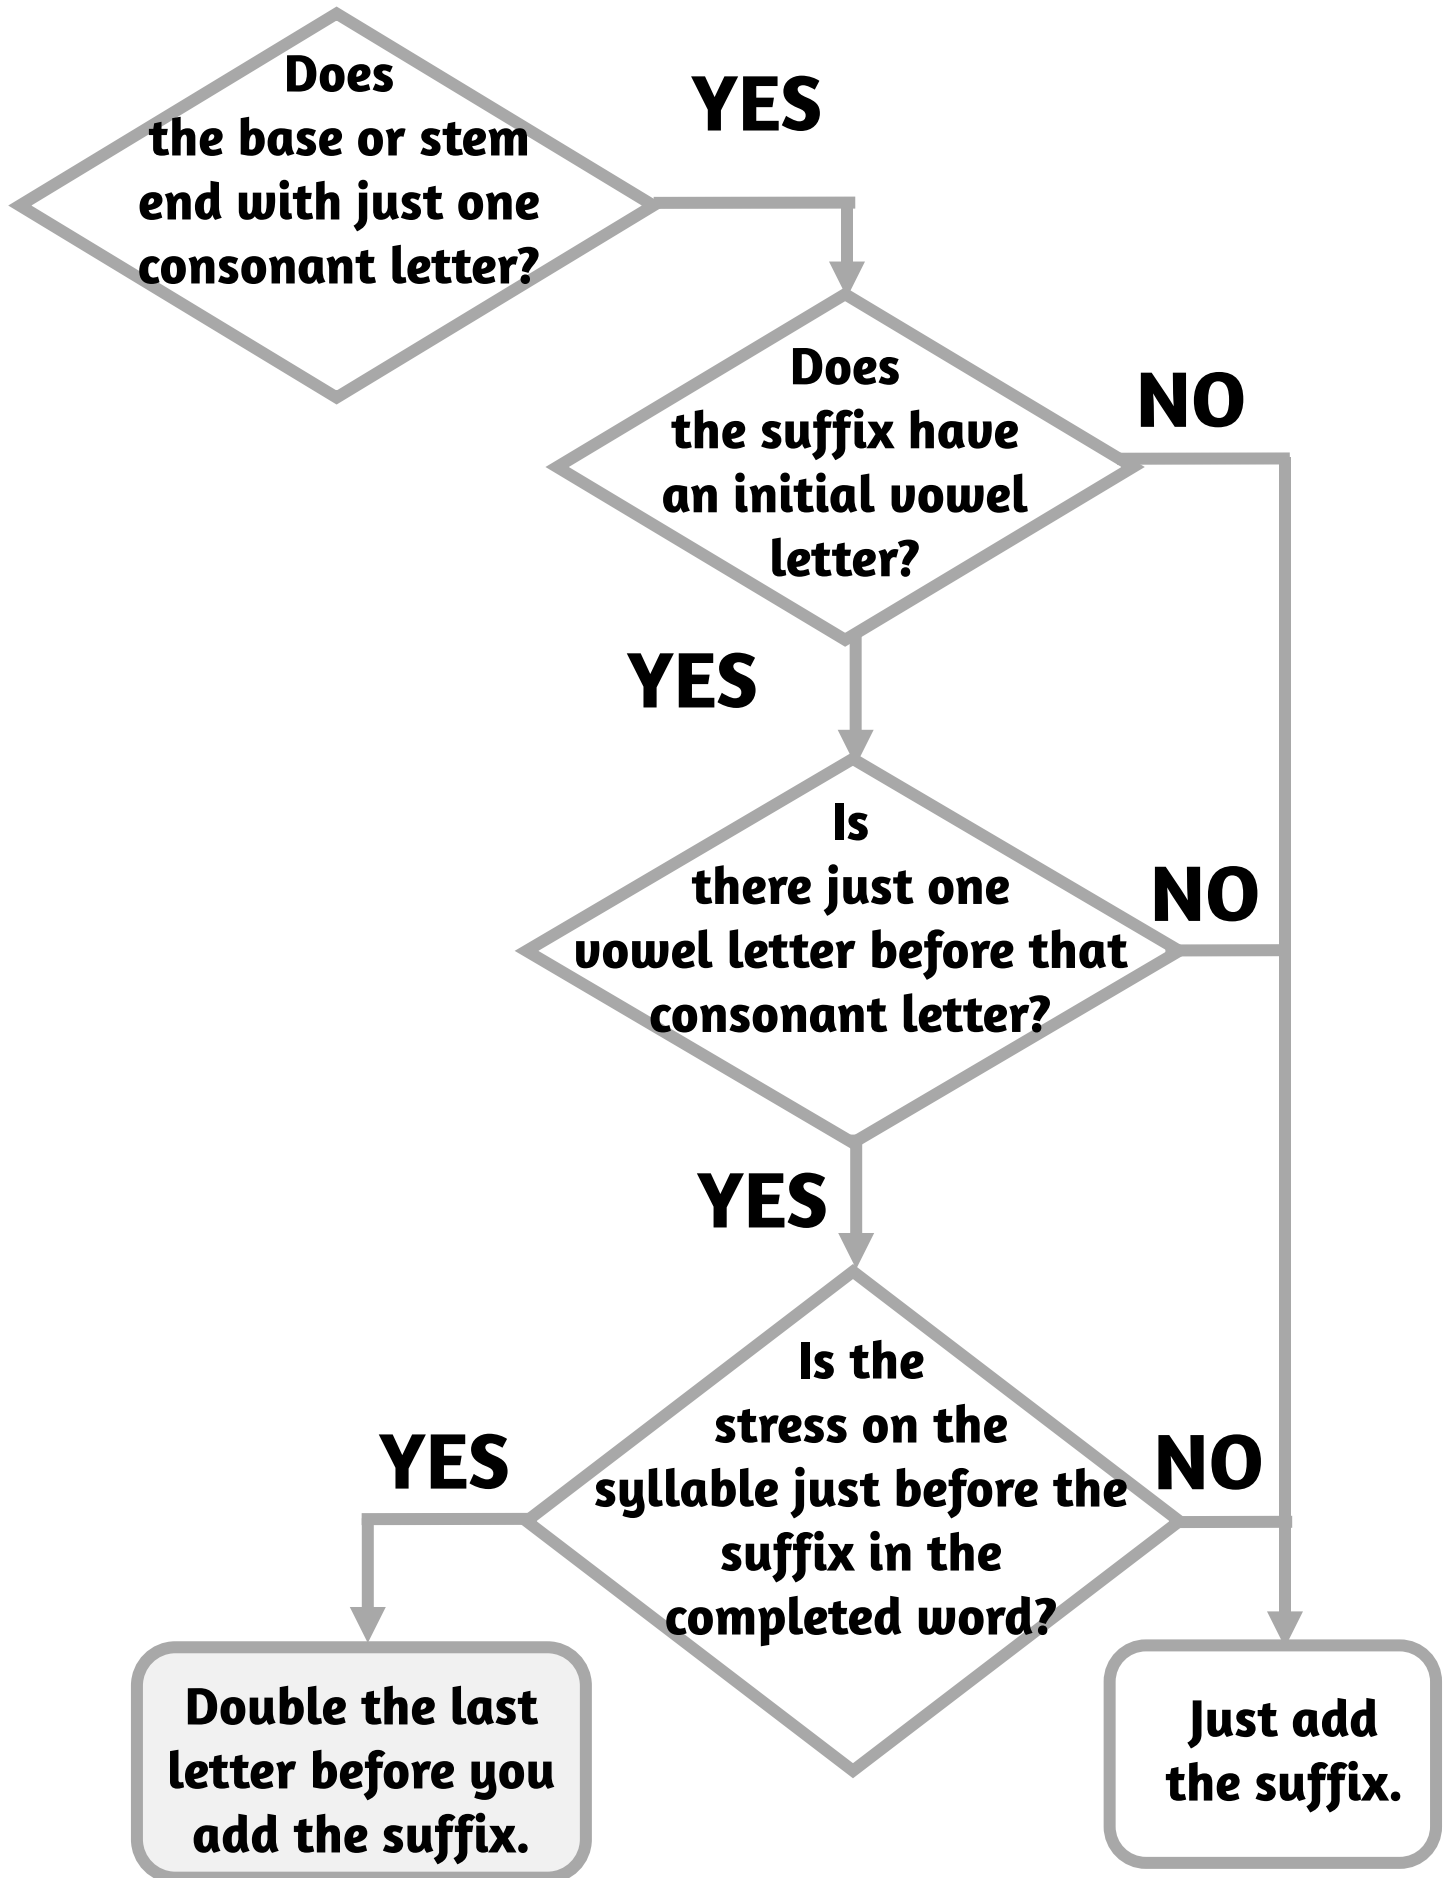 Does
the base or stem
end with just one
consonant letter?
YES
Does
the suffix have
an initial vowel
letter?
NO
YES
Is
there just one
vowel letter before that
consonant letter?
NO
YES
Is the
stress on the
syllable just before the
suffix in the
completed word?
YES
NO
Double the last
letter before you
add the suffix.
Just add
the suffix.